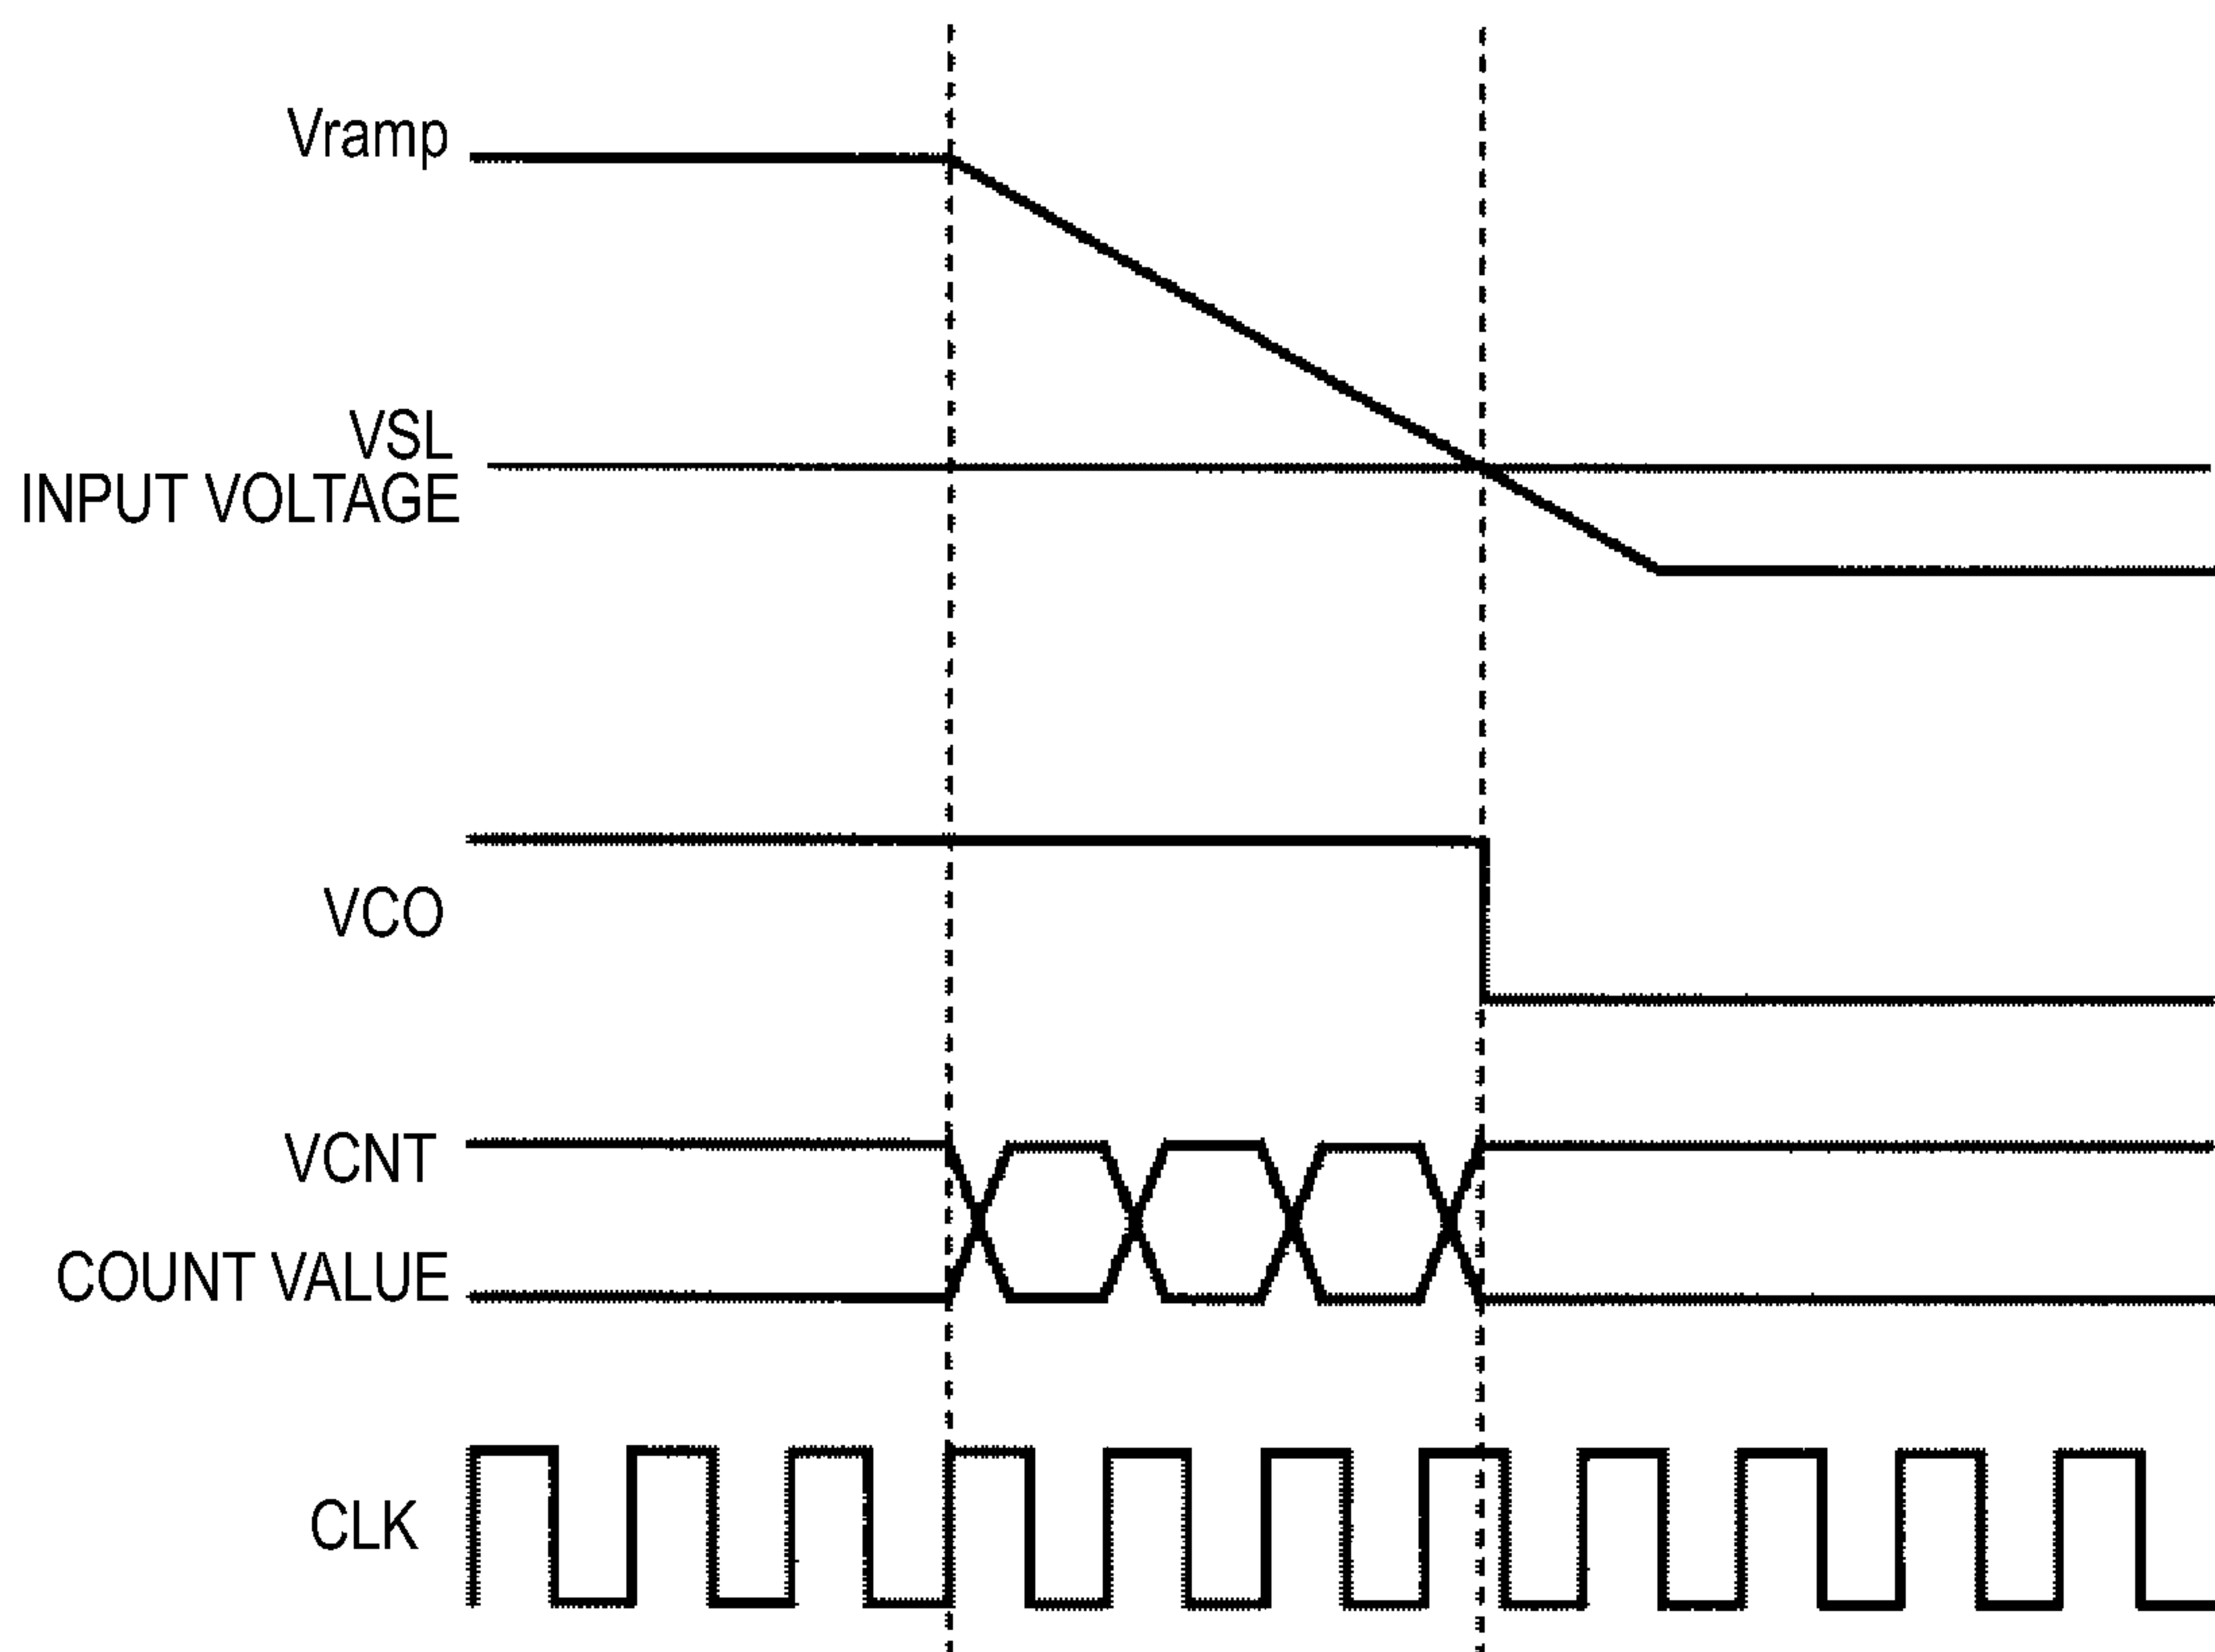 Vramp
VSL
INPUT VOLTAGE
VCO
VCNT
COUNT VALUE
CLK